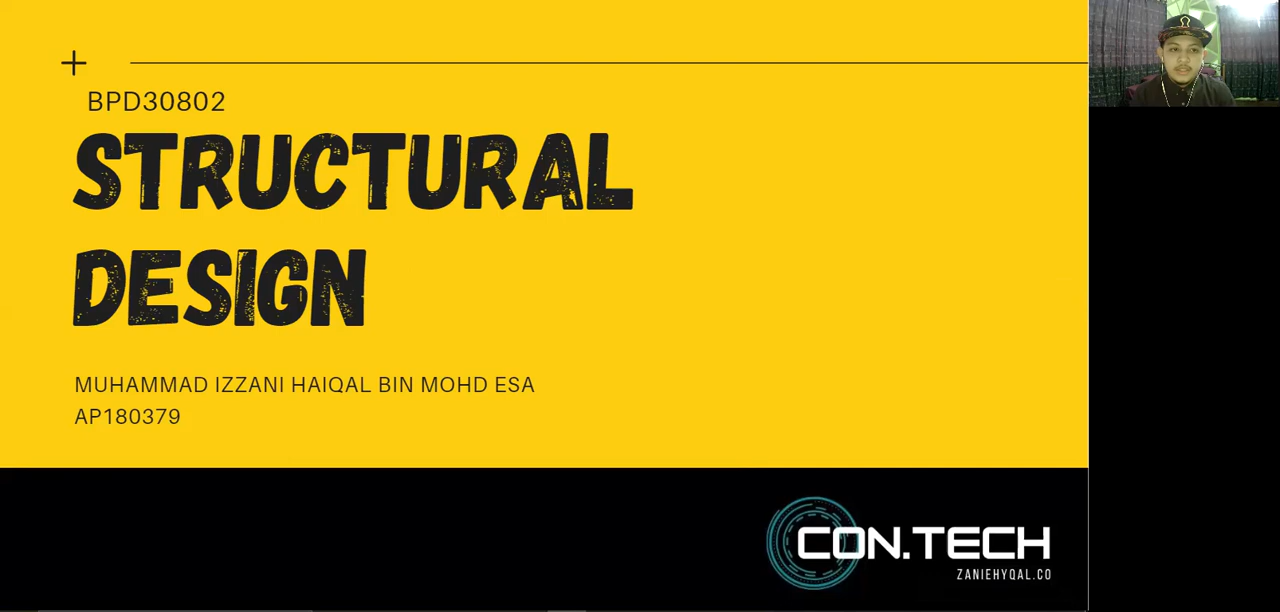 BPD30802
STRUCTURAL
DESIGN
MUHAMMAD IZZANI HAIQAL BIN MOHD ESA
AP180379
CON.TECH
ZANIEHYQAL.CO